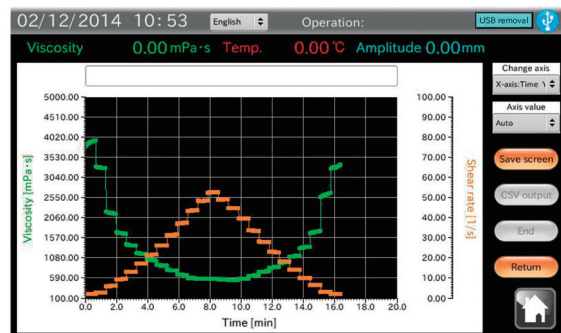 02/12/2014 10:53 English Operation: USB removal
Viscosity 0.00 mPa·s Temp. 0.00 ℃ Amplitude 0.00 mm
Change axis
X-axis:Time Y
Axis value
Auto
Save screen
CSV output
End
Return
Viscosity [mPa·s]
5000.00
4510.00
4020.00
3530.00
3040.00
2550.00
2060.00
1570.00
1080.00
590.00
100.00
100.00
90.00
80.00
70.00
60.00
50.00
40.00
30.00
20.00
10.00
0.00
Shear rate [1/s]
0.0 2.0 4.0 6.0 8.0 10.0 12.0 14.0 16.0 18.0 20.0
Time [min]